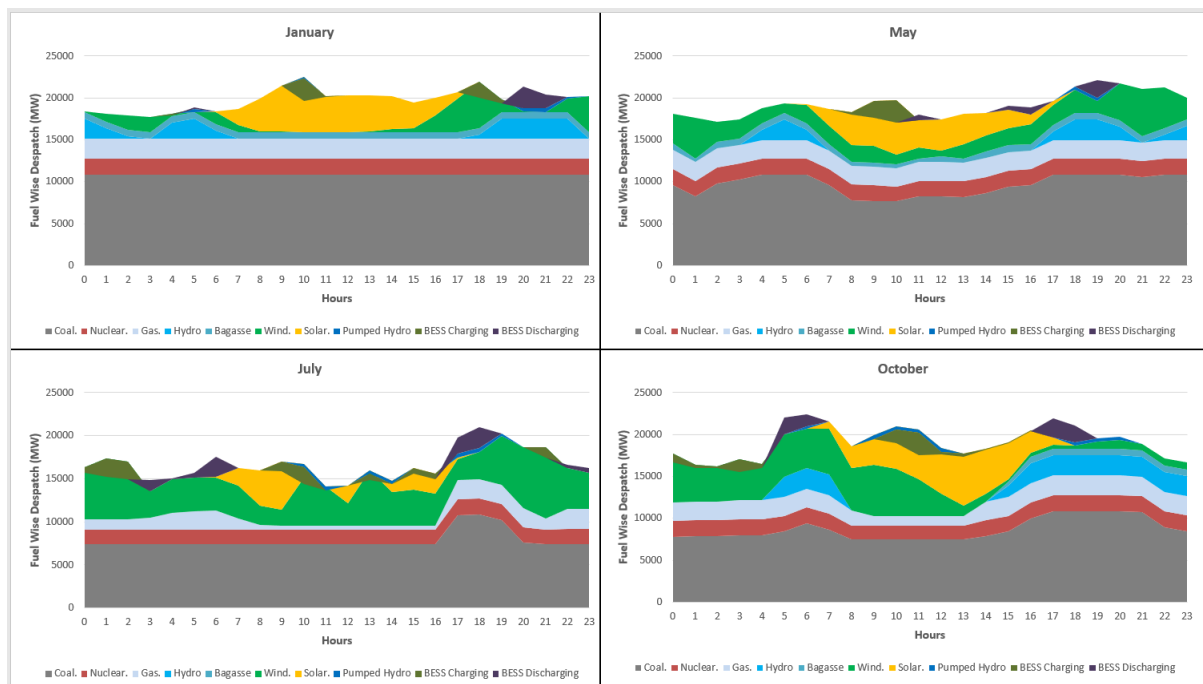 January
Fuel Wise Despatch (MW)
25000
20000
15000
10000
5000
0
0 1 2 3 4 5 6 7 8 9 10 11 12 13 14 15 16 17 18 19 20 21 22 23
Hours
Coal. Nuclear. Gas. Hydro Bagasse Wind. Solar. Pumped Hydro BESS Charging BESS Discharging
May
Fuel Wise Despatch (MW)
25000
20000
15000
10000
5000
0
0 1 2 3 4 5 6 7 8 9 10 11 12 13 14 15 16 17 18 19 20 21 22 23
Hours
Coal. Nuclear. Gas. Hydro Bagasse Wind. Solar. Pumped Hydro BESS Charging BESS Discharging
July
Fuel Wise Despatch (MW)
25000
20000
15000
10000
5000
0
0 1 2 3 4 5 6 7 8 9 10 11 12 13 14 15 16 17 18 19 20 21 22 23
Hours
Coal. Nuclear. Gas. Hydro Bagasse Wind. Solar. Pumped Hydro BESS Charging BESS Discharging
October
Fuel Wise Despatch (MW)
25000
20000
15000
10000
5000
0
0 1 2 3 4 5 6 7 8 9 10 11 12 13 14 15 16 17 18 19 20 21 22 23
Hours
Coal. Nuclear. Gas. Hydro Bagasse Wind. Solar. Pumped Hydro BESS Charging BESS Discharging